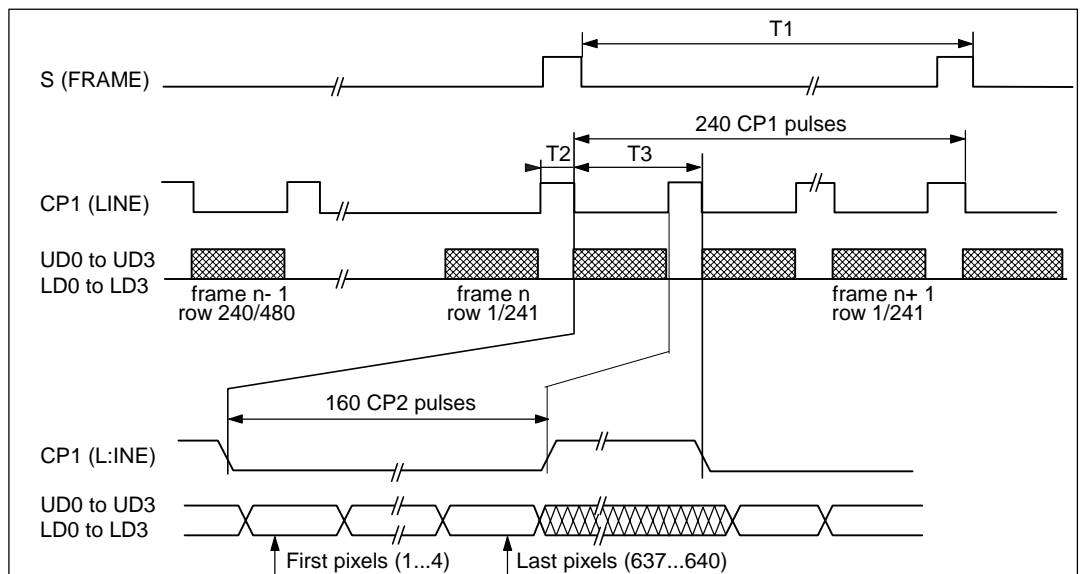 T1
S (FRAME)
240 CP1 pulses
T2
T3
CP1 (LINE)
UD0 to UD3
LD0 to LD3
frame n- 1
row 240/480
frame n
row 1/241
frame n+ 1
row 1/241
160 CP2 pulses
CP1 (L:INE)
UD0 to UD3
LD0 to LD3
First pixels (1...4)
Last pixels (637...640)